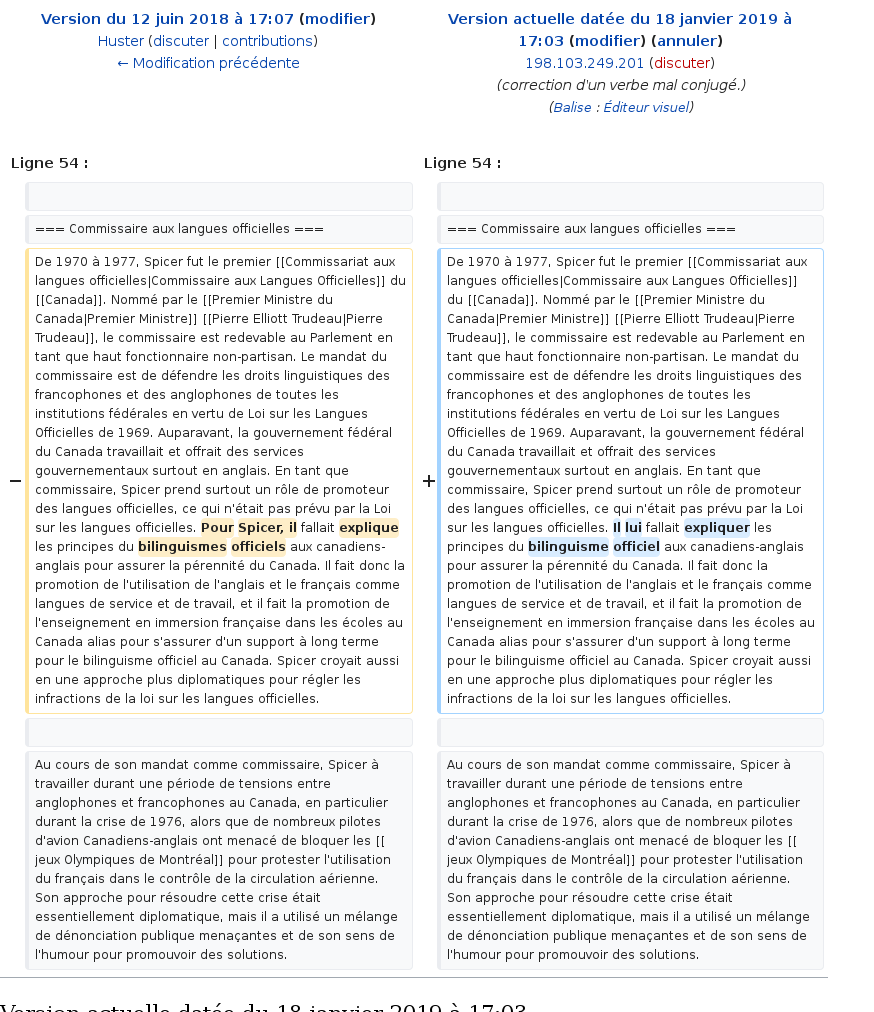 Version du 12 juin 2018 à 17:07 (modifier)
Huster (discuter | contributions)
← Modification précédente
Version actuelle datée du 18 janvier 2019 à
17:03 (modifier) (annuler)
198.103.249.201 (discuter)
(correction d'un verbe mal conjugé.)
(Balise : Éditeur visuel)
Ligne 54 :
Ligne 54 :
=== Commissaire aux langues officielles ===
=== Commissaire aux langues officielles ===
−
De 1970 à 1977, Spicer fut le premier [[Commissariat aux
langues officielles|Commissaire aux Langues Officielles]] du
[[Canada]]. Nommé par le [[Premier Ministre du
Canada|Premier Ministre]] [[Pierre Elliott Trudeau|Pierre
Trudeau]], le commissaire est redevable au Parlement en
tant que haut fonctionnaire non-partisan. Le mandat du
commissaire est de défendre les droits linguistiques des
francophones et des anglophones de toutes les
institutions fédérales en vertu de Loi sur les Langues
Officielles de 1969. Auparavant, la gouvernement fédéral
du Canada travaillait et offrait des services
gouvernementaux surtout en anglais. En tant que
commissaire, Spicer prend surtout un rôle de promoteur
des langues officielles, ce qui n'était pas prévu par la Loi
sur les langues officielles. Pour Spicer, il fallait explique
les principes du bilinguismes officiels aux canadiens-
anglais pour assurer la pérennité du Canada. Il fait donc la
promotion de l'utilisation de l'anglais et le français comme
langues de service et de travail, et il fait la promotion de
l'enseignement en immersion française dans les écoles au
Canada alias pour s'assurer d'un support à long terme
pour le bilinguisme officiel au Canada. Spicer croyait aussi
en une approche plus diplomatiques pour régler les
infractions de la loi sur les langues officielles.
+
De 1970 à 1977, Spicer fut le premier [[Commissariat aux
langues officielles|Commissaire aux Langues Officielles]]
du [[Canada]]. Nommé par le [[Premier Ministre du
Canada|Premier Ministre]] [[Pierre Elliott Trudeau|Pierre
Trudeau]], le commissaire est redevable au Parlement en
tant que haut fonctionnaire non-partisan. Le mandat du
commissaire est de défendre les droits linguistiques des
francophones et des anglophones de toutes les
institutions fédérales en vertu de Loi sur les Langues
Officielles de 1969. Auparavant, la gouvernement fédéral
du Canada travaillait et offrait des services
gouvernementaux surtout en anglais. En tant que
commissaire, Spicer prend surtout un rôle de promoteur
des langues officielles, ce qui n'était pas prévu par la Loi
sur les langues officielles. Il lui fallait expliquer les
principes du bilinguisme officiel aux canadiens-anglais
pour assurer la pérennité du Canada. Il fait donc la
promotion de l'utilisation de l'anglais et le français comme
langues de service et de travail, et il fait la promotion de
l'enseignement en immersion française dans les écoles au
Canada alias pour s'assurer d'un support à long terme
pour le bilinguisme officiel au Canada. Spicer croyait aussi
en une approche plus diplomatiques pour régler les
infractions de la loi sur les langues officielles.
Au cours de son mandat comme commissaire, Spicer à
travailler durant une période de tensions entre
anglophones et francophones au Canada, en particulier
durant la crise de 1976, alors que de nombreux pilotes
d'avion Canadiens-anglais ont menacé de bloquer les [[
jeux Olympiques de Montréal]] pour protester l'utilisation
du français dans le contrôle de la circulation aérienne.
Son approche pour résoudre cette crise était
essentiellement diplomatique, mais il a utilisé un mélange
de dénonciation publique menaçantes et de son sens de
l'humour pour promouvoir des solutions.
Au cours de son mandat comme commissaire, Spicer à
travailler durant une période de tensions entre
anglophones et francophones au Canada, en particulier
durant la crise de 1976, alors que de nombreux pilotes
d'avion Canadiens-anglais ont menacé de bloquer les [[
jeux Olympiques de Montréal]] pour protester l'utilisation
du français dans le contrôle de la circulation aérienne.
Son approche pour résoudre cette crise était
essentiellement diplomatique, mais il a utilisé un mélange
de dénonciation publique menaçantes et de son sens de
l'humour pour promouvoir des solutions.
Version actuelle datée du 18 janvier 2019 à 17:03